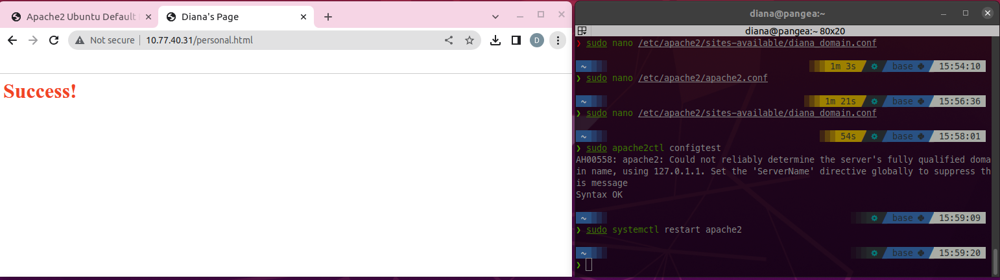 Apache2 Ubuntu Default
Diana's Page
Not secure
10.77.40.31/personal.html
D
Success!
diana@pangea:~
diana@pangea:~ 80x20
❯ sudo nano /etc/apache2/sites-available/diana_domain.conf
~ 1m 3s base 15:54:10
❯ sudo nano /etc/apache2/apache2.conf
~ 1m 21s base 15:56:36
❯ sudo nano /etc/apache2/sites-available/diana_domain.conf
~ 54s base 15:58:01
❯ sudo apache2ctl configtest
AH00558: apache2: Could not reliably determine the server's fully qualified doma
in name, using 127.0.1.1. Set the 'ServerName' directive globally to suppress th
is message
Syntax OK
~ base 15:59:09
❯ sudo systemctl restart apache2
~ base 15:59:20
❯